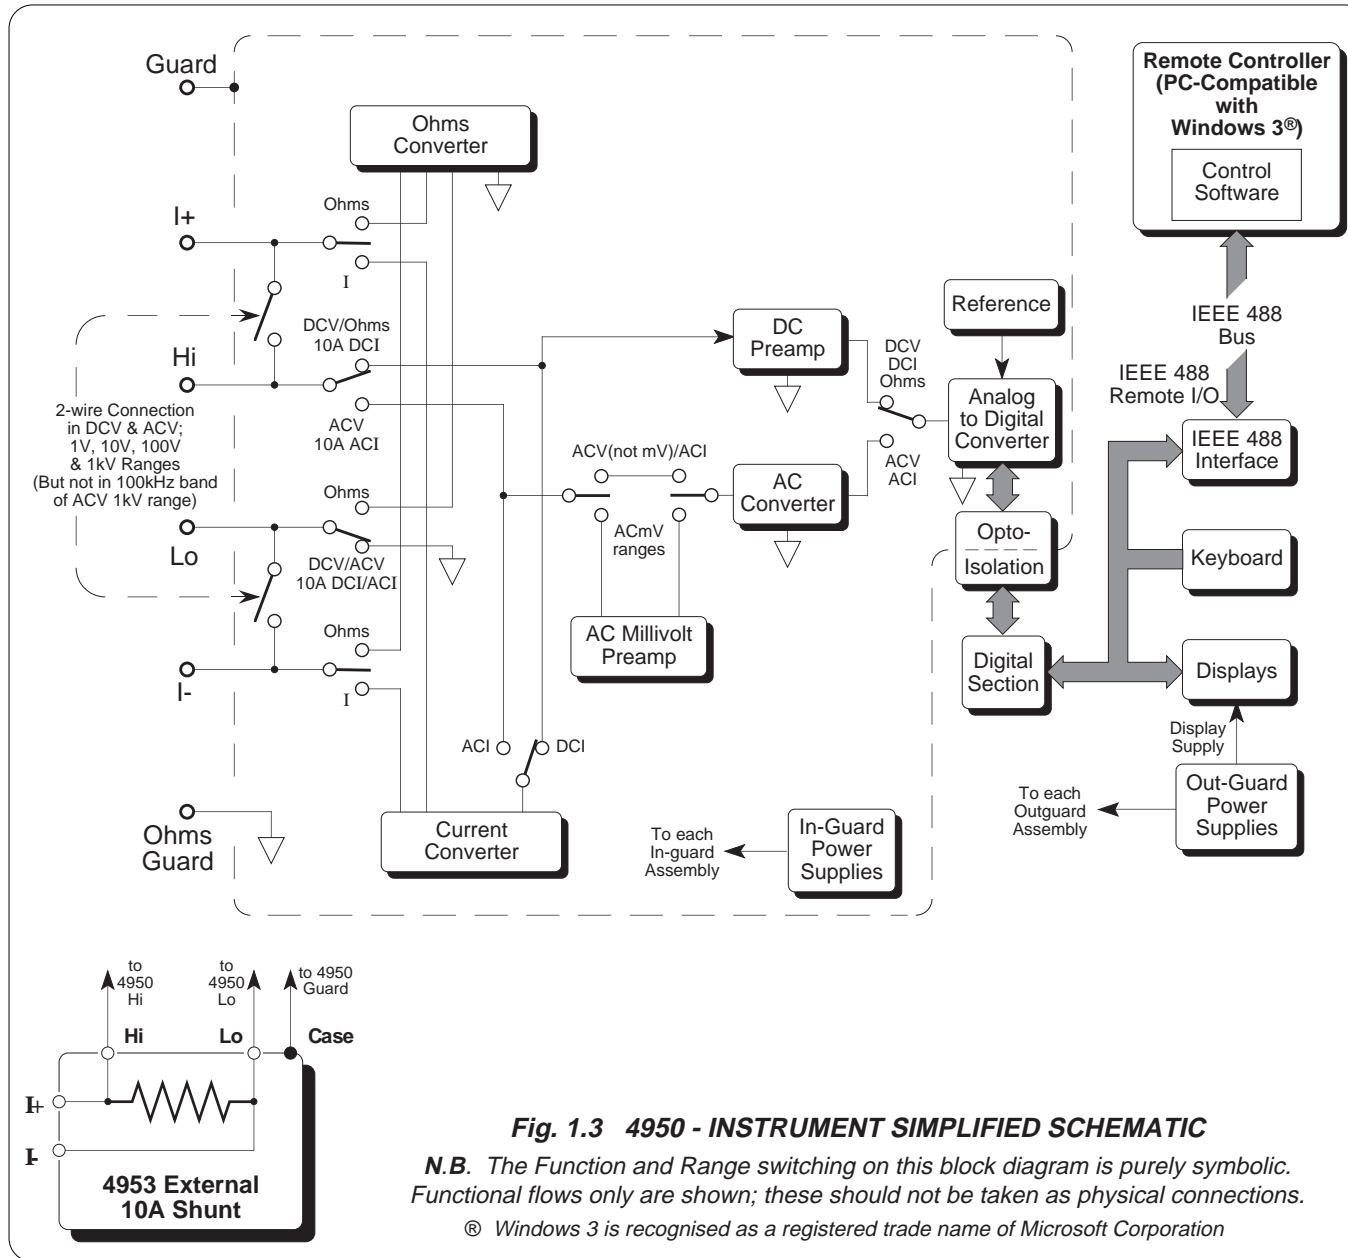 Guard
Ohms
Converter
Remote Controller
(PC-Compatible
with
Windows 3®)
Control
Software
I+
Ohms
I
DCV/Ohms
10A DCI
Hi
ACV
10A ACI
2-wire Connection
in DCV & ACV;
1V, 10V, 100V
& 1kV Ranges
(But not in 100kHz band
of ACV 1kV range)
Ohms
Lo
DCV/ACV
10A DCI/ACI
Ohms
I-
I
Ohms
Guard
DC
Preamp
DCV
DCI
Ohms
Reference
Analog
to Digital
Converter
ACV(not mV)/ACI
ACV
ACI
AC
Converter
ACmV
ranges
AC Millivolt
Preamp
Opto-
Isolation
Digital
Section
IEEE 488
Bus
IEEE 488
Remote I/O
IEEE 488
Interface
Keyboard
Displays
Display
Supply
Out-Guard
Power
Supplies
To each
Outguard
Assembly
ACI
DCI
Current
Converter
To each
In-guard
Assembly
In-Guard
Power
Supplies
to
4950
Hi
to
4950
Lo
to 4950
Guard
Hi
Lo
Case
I+
I-
4953 External
10A Shunt
Fig. 1.3 4950 - INSTRUMENT SIMPLIFIED SCHEMATIC
N.B. The Function and Range switching on this block diagram is purely symbolic.
Functional flows only are shown; these should not be taken as physical connections.
® Windows 3 is recognised as a registered trade name of Microsoft Corporation